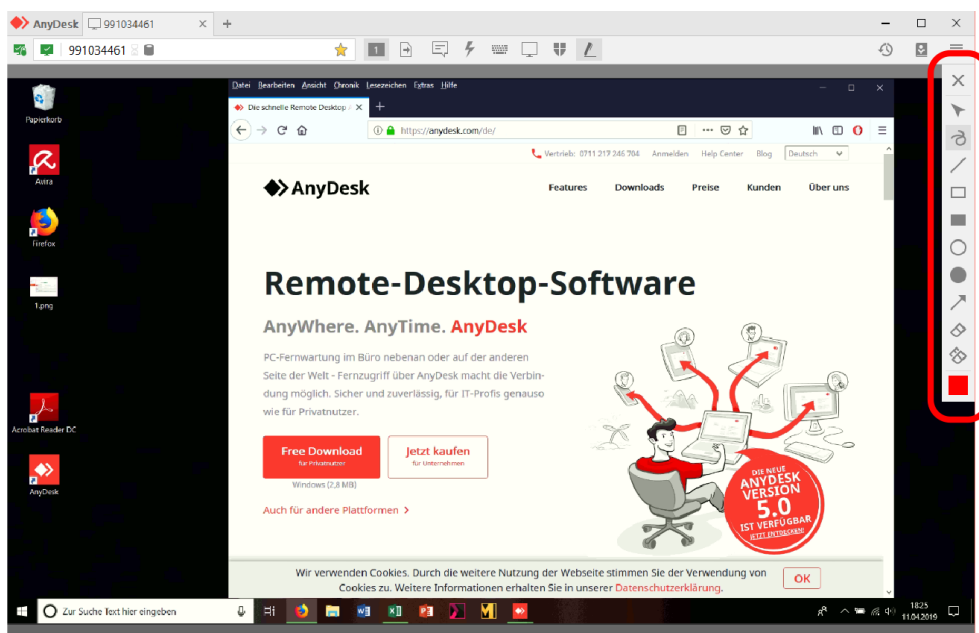 AnyDesk 991034461
991034461
1
Papierkorb
Avira
Firefox
1.png
Acrobat Reader DC
AnyDesk
Datei Bearbeiten Ansicht Chronik Lesezeichen Extras Hilfe
Die schnelle Remote Desktop
https://anydesk.com/de/
Vertrieb: 0711 217 246 704 Anmelden Help Center Blog Deutsch
AnyDesk
Features Downloads Preise Kunden Über uns
Remote-Desktop-Software
AnyWhere. AnyTime. AnyDesk
PC-Fernwartung im Büro nebenan oder auf der anderen
Seite der Welt - Fernzugriff über AnyDesk macht die Verbin-
dung möglich. Sicher und zuverlässig, für IT-Profis genauso
wie für Privatnutzer.
Free Download
für Privatnutzer
Jetzt kaufen
für Unternehmen
Windows (2,8 MB)
Auch für andere Plattformen >
DIE NEUE
ANYDESK
VERSION
5.0
IST VERFÜGBAR
JETZT ENTDECKEN!
Wir verwenden Cookies. Durch die weitere Nutzung der Webseite stimmen Sie der Verwendung von
Cookies zu. Weitere Informationen erhalten Sie in unserer Datenschutzerklärung.
OK
Zur Suche Text hier eingeben
18:25
11.04.2019